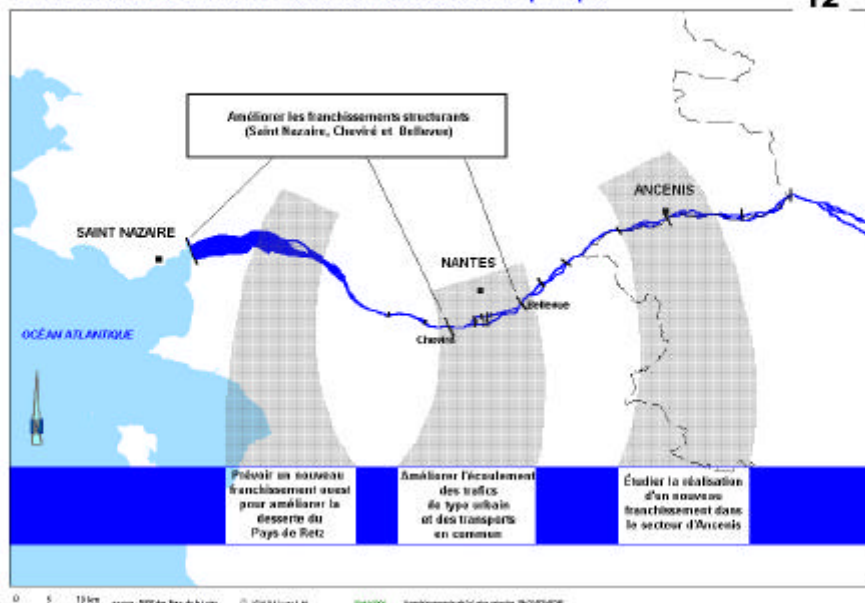 12
Améliorer les franchissements structurants
(Saint Nazaire, Cheviré et Bellevue)
ANCENIS
SAINT NAZAIRE
NANTES
Bellevue
Cheviré
OCÉAN ATLANTIQUE
N
Prévoir un nouveau
franchissement ouest
pour améliorer la
desserte du
Pays de Retz
Améliorer l'écoulement
des trafics
de type urbain
et des transports
en commun
Étudier la réalisation
d'un nouveau
franchissement dans
le secteur d'Ancenis
0 5 10 km